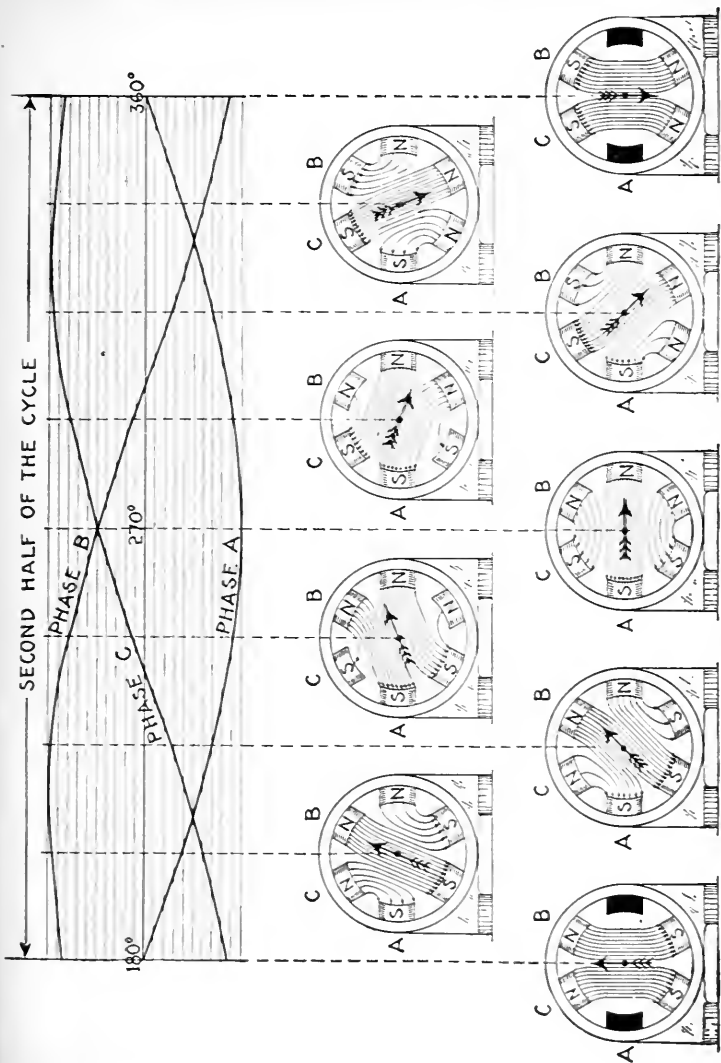 SECOND HALF OF THE CYCLE
PHASE B
180° 270° 360°
PHASE C
PHASE A
C B C B C B C B
N N S N S N S S
A S N A S N A S N A S N
S S S N S N N N
C B C B C B C B C B
N N N N S N S S S S
A A S N A S N A S N A
S S S S S N N N N N